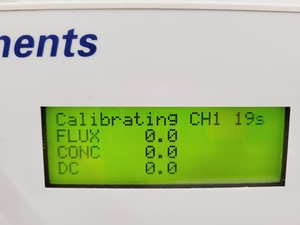 ments
Calibrating CH1 19s
FLUX 0.0
CONC 0.0
DC 0.0